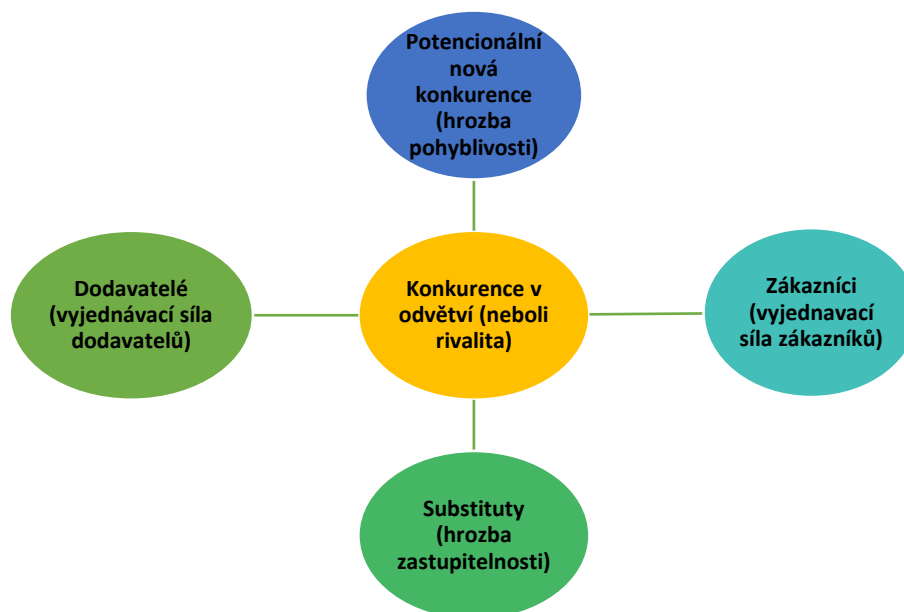 Potencionální
nová
konkurence
(hrozba
pohyblivosti)
Dodavatelé
(vyjednávací síla
dodavatelů)
Konkurence v
odvětví (neboli
rivalita)
Zákazníci
(vyjednavací
síla zákazníků)
Substituty
(hrozba
zastupitelnosti)